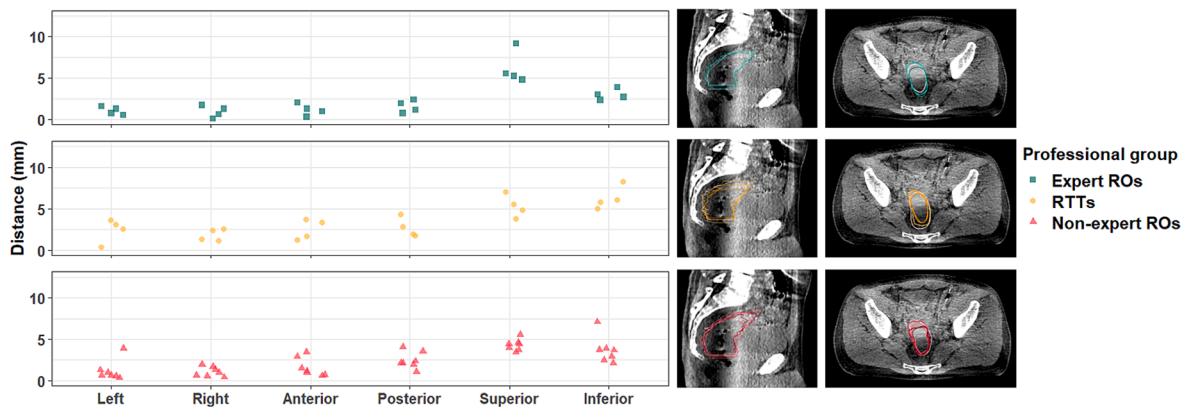 10
5
0
10
5
0
10
5
0
Distance (mm)
Left Right Anterior Posterior Superior Inferior
Professional group
Expert ROs
RTTs
Non-expert ROs